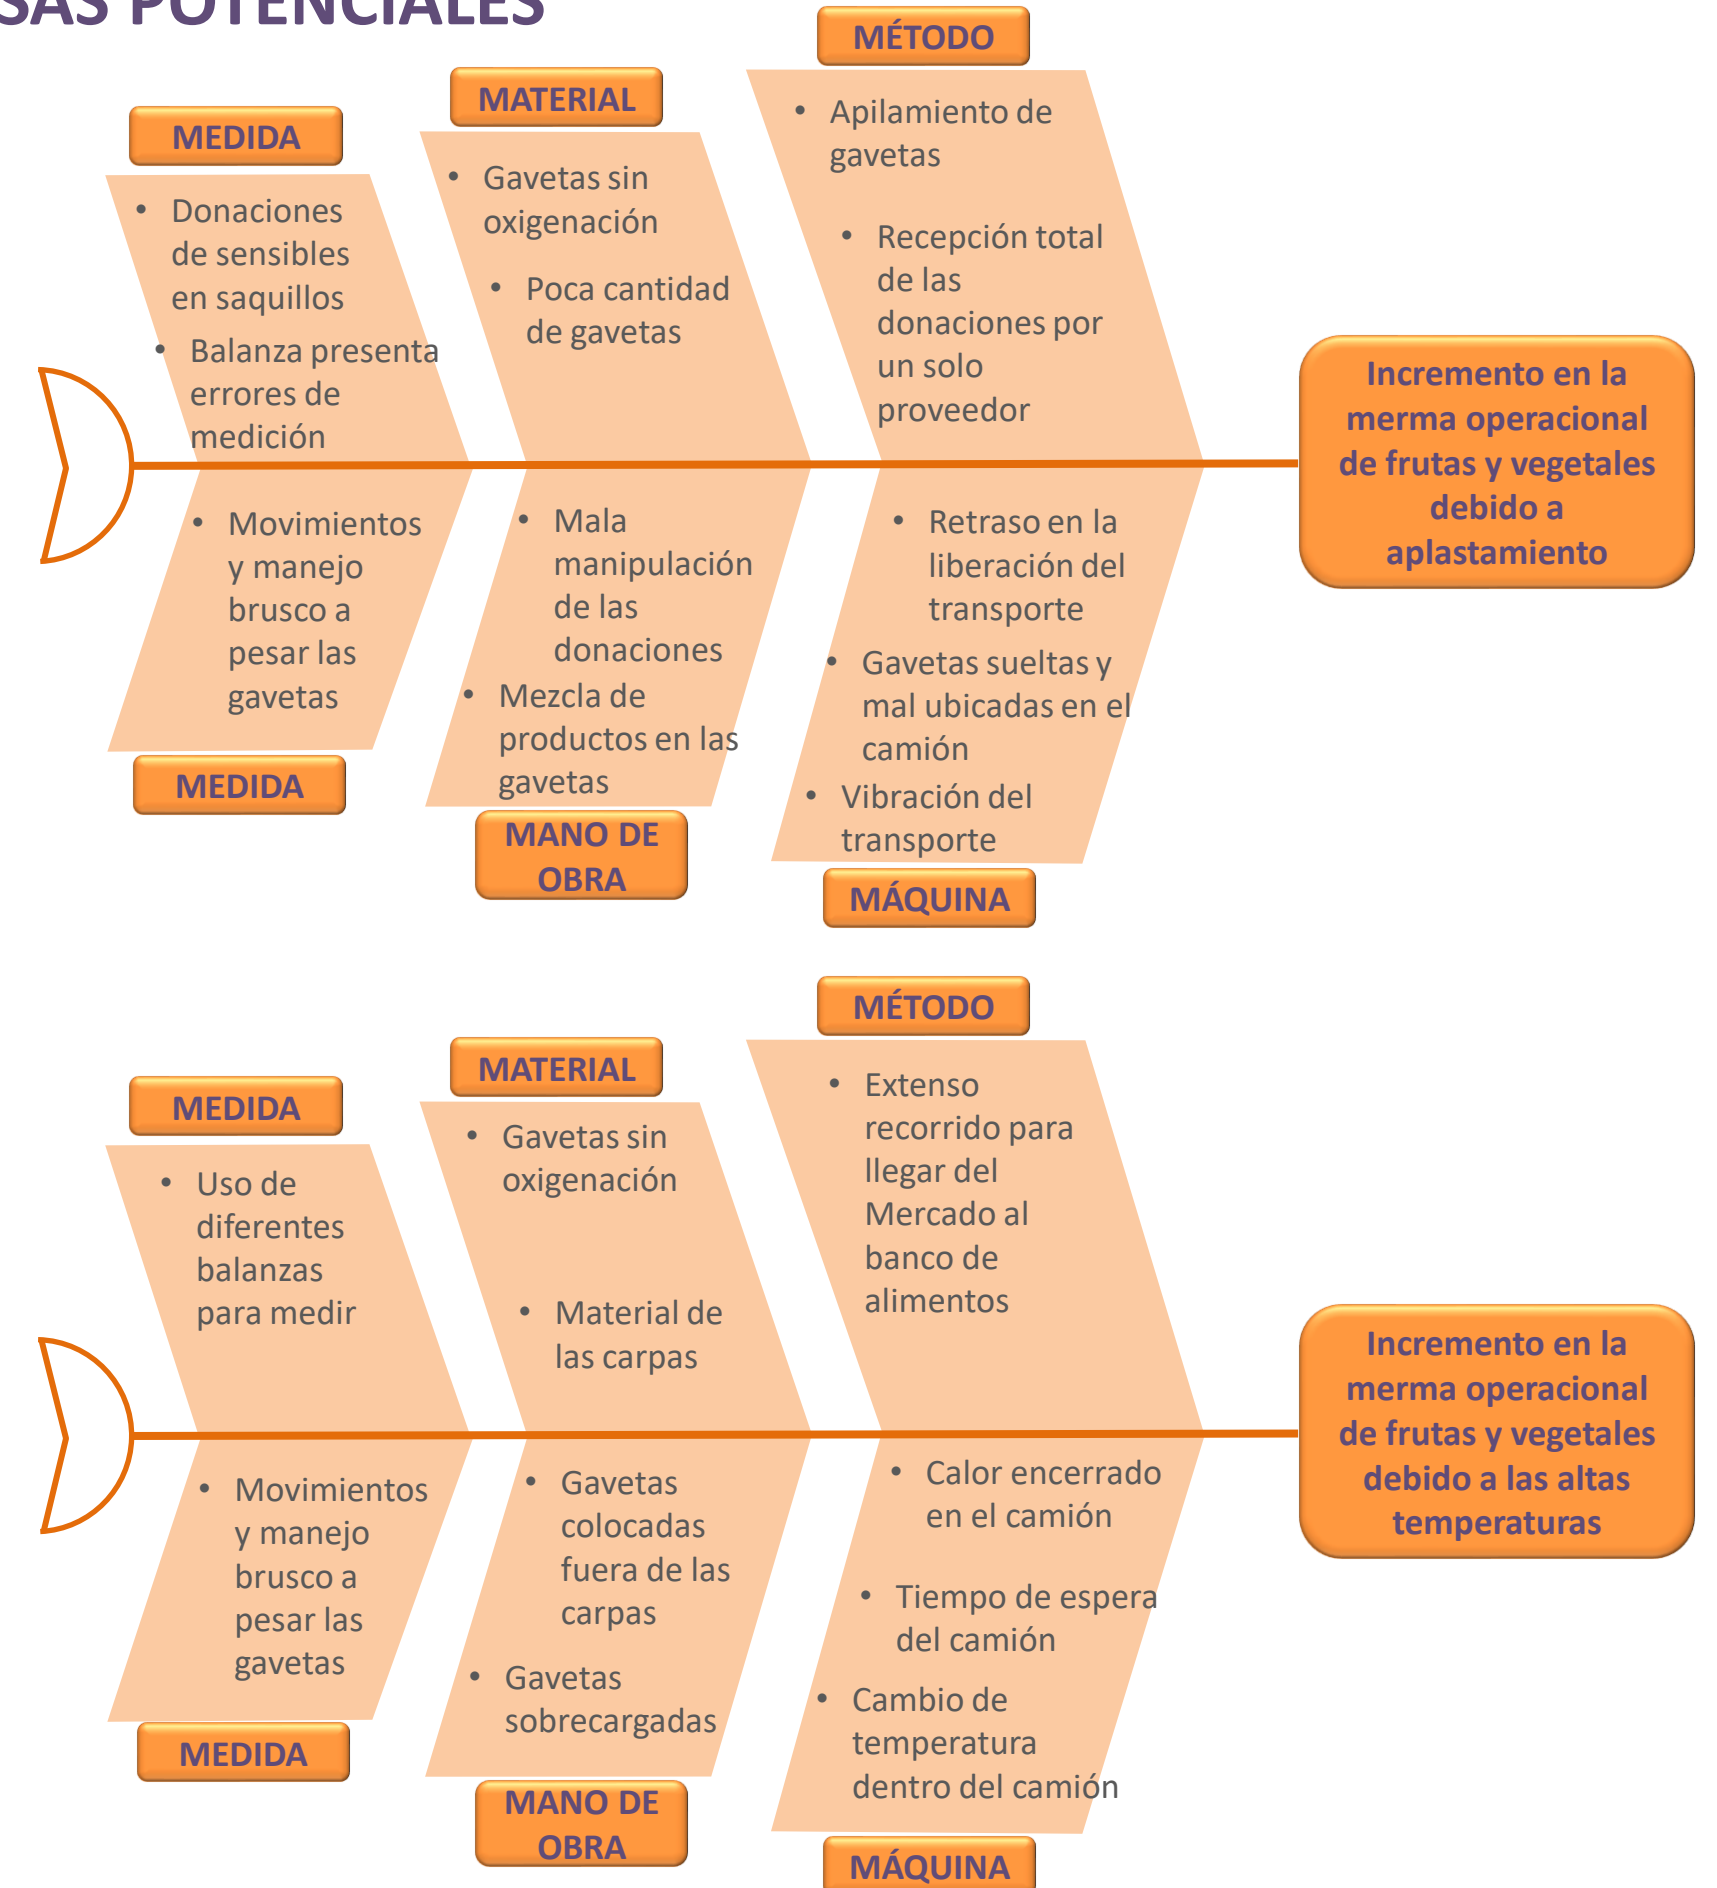 SAS POTENCIALES
MÉTODO
MATERIAL
MEDIDA
• Apilamiento de
gavetas
• Recepción total
de las
donaciones por
un solo
proveedor
• Gavetas sin
oxigenación
• Poca cantidad
de gavetas
• Donaciones
de sensibles
en saquillos
• Balanza presenta
errores de
medición
Incremento en la
merma operacional
de frutas y vegetales
debido a
aplastamiento
• Movimientos
y manejo
brusco a
pesar las
gavetas
MEDIDA
• Mala
manipulación
de las
donaciones
• Mezcla de
productos en las
gavetas
MANO DE
OBRA
• Retraso en la
liberación del
transporte
• Gavetas sueltas y
mal ubicadas en el
camión
• Vibración del
transporte
MÁQUINA
MÉTODO
MATERIAL
MEDIDA
• Extenso
recorrido para
llegar del
Mercado al
banco de
alimentos
• Gavetas sin
oxigenación
• Material de
las carpas
• Uso de
diferentes
balanzas
para medir
Incremento en la
merma operacional
de frutas y vegetales
debido a las altas
temperaturas
• Movimientos
y manejo
brusco a
pesar las
gavetas
MEDIDA
• Gavetas
colocadas
fuera de las
carpas
• Gavetas
sobrecargadas
MANO DE
OBRA
• Calor encerrado
en el camión
• Tiempo de espera
del camión
• Cambio de
temperatura
dentro del camión
MÁQUINA